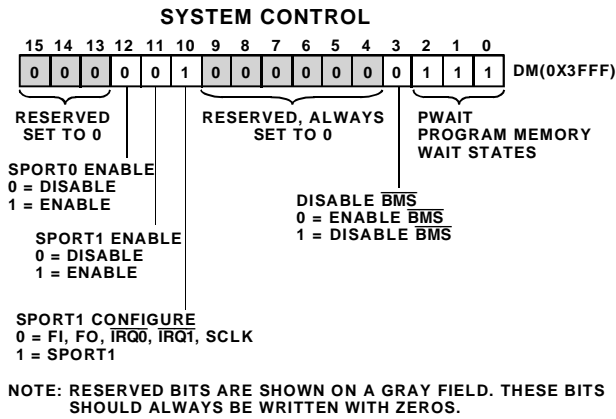 SYSTEM CONTROL
15 14 13 12 11 10 9 8 7 6 5 4 3 2 1 0
0 0 0 0 0 1 0 0 0 0 0 0 0 1 1 1 DM(0X3FFF)
RESERVED
SET TO 0
RESERVED, ALWAYS
SET TO 0
PWAIT
PROGRAM MEMORY
WAIT STATES
SPORT0 ENABLE
0 = DISABLE
1 = ENABLE
DISABLE BMS
0 = ENABLE BMS
1 = DISABLE BMS
SPORT1 ENABLE
0 = DISABLE
1 = ENABLE
SPORT1 CONFIGURE
0 = FI, FO, IRQ0, IRQ1, SCLK
1 = SPORT1
NOTE: RESERVED BITS ARE SHOWN ON A GRAY FIELD. THESE BITS
SHOULD ALWAYS BE WRITTEN WITH ZEROS.